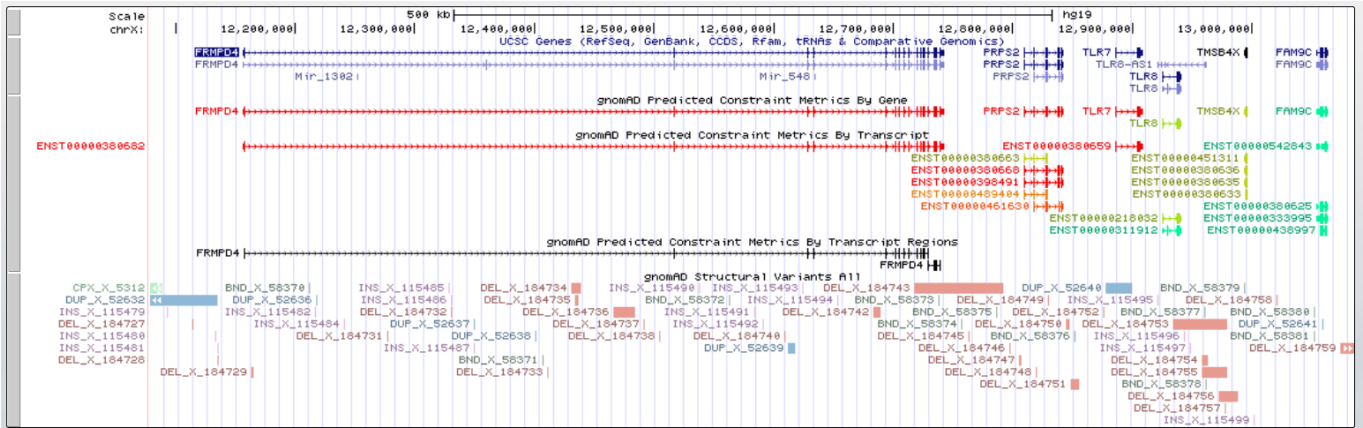 Scale 500 kb hg19
chrX: 12,200,000 12,300,000 12,400,000 12,500,000 12,600,000 12,700,000 12,800,000 12,900,000 13,000,000
UCSC Genes (RefSeq, GenBank, CCDS, Rfam, tRNAs & Comparative Genomics)
FRMPD4 PRPS2 TLR7 TMSB4X FAM9C
FRMPD4 PRPS2 TLR8-AS1 FAM9C
Mir_1302 Mir_548 PRPS2 TLR8
TLR8
gnomAD Predicted Constraint Metrics By Gene
FRMPD4 PRPS2 TLR7 TMSB4X FAM9C
TLR8
gnomAD Predicted Constraint Metrics By Transcript
ENST00000380682 ENST00000380659 ENST00000542843
ENST00000380663 ENST00000451311
ENST00000380668 ENST00000380636
ENST00000398491 ENST00000380635
ENST00000489404 ENST00000380633
ENST00000461630 ENST00000380625
ENST00000218032 ENST00000333995
ENST00000311912 ENST00000438997
gnomAD Predicted Constraint Metrics By Transcript Regions
FRMPD4
FRMPD4
gnomAD Structural Variants All
CPX_X_5312 BND_X_58370 INS_X_115485 DEL_X_184734 INS_X_115490 INS_X_115493 DEL_X_184743 DUP_X_52640 BND_X_58379
DUP_X_52632 DUP_X_52636 INS_X_115486 DEL_X_184735 BND_X_58372 INS_X_115494 BND_X_58373 DEL_X_184749 INS_X_115495 DEL_X_184758
INS_X_115479 INS_X_115482 DEL_X_184732 DEL_X_184736 INS_X_115491 DEL_X_184742 BND_X_58375 DEL_X_184752 BND_X_58377 BND_X_58380
DEL_X_184727 INS_X_115484 DUP_X_52637 DEL_X_184737 INS_X_115492 BND_X_58374 DEL_X_184750 DEL_X_184753 DUP_X_52641
INS_X_115480 DEL_X_184731 DUP_X_52638 DEL_X_184738 DEL_X_184740 DEL_X_184745 BND_X_58376 INS_X_115496 BND_X_58381
INS_X_115481 INS_X_115487 DUP_X_52639 DEL_X_184746 INS_X_115497 DEL_X_184759
DEL_X_184728 BND_X_58371 DEL_X_184747 DEL_X_184754
DEL_X_184729 DEL_X_184733 DEL_X_184748 DEL_X_184755
DEL_X_184751 BND_X_58378
DEL_X_184756
DEL_X_184757
INS_X_115499